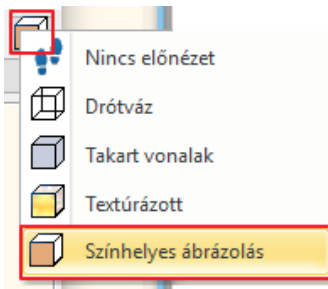 Nincs előnézet
Drótváz
Takart vonalak
Textúrázott
Színhelyes ábrázolás